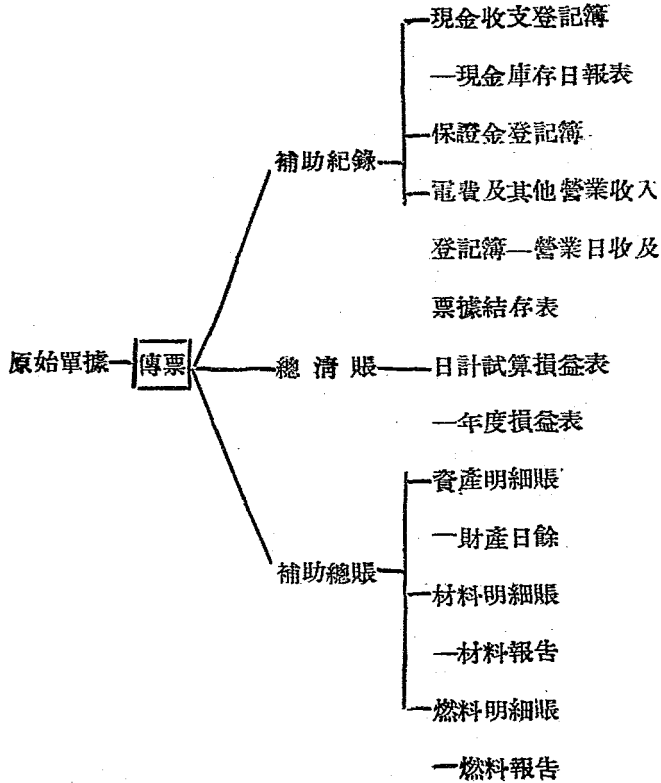 原始單據—傳票
補助紀錄
現金收支登記簿
—現金庫存日報表
保證金登記簿
電費及其他營業收入
登記簿—營業日收及
票據結存表
總清賬
日計試算損益表
—年度損益表
補助總賬
資產明細賬
—財產日餘
材料明細賬
—材料報告
燃料明細賬
—燃料報告